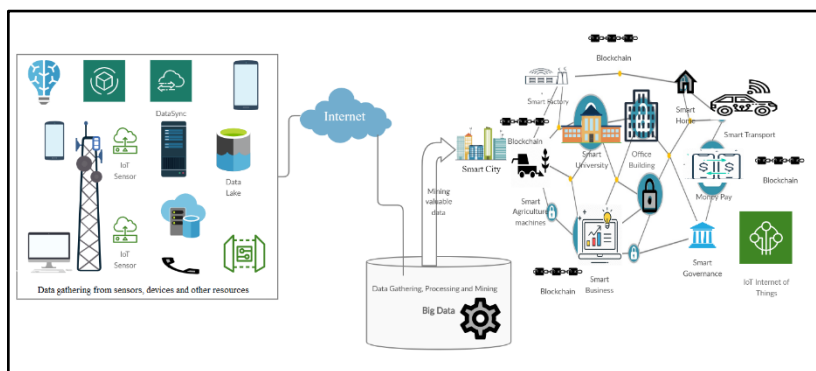 DataSync
IoT
Sensor
Data
Lake
IoT
Sensor
Data gathering from sensors, devices and other resources
Internet
Mining
valuable
data
Data Gathering, Processing and Mining
Big Data
Smart City
Blockchain
Smart Factory
Blockchain
Smart
University
Office
Building
Smart
Home
Smart Transport
Blockchain
Money Pay
Smart
Agriculture
machines
Smart
Business
Blockchain
Smart
Governance
IoT Internet of
Things